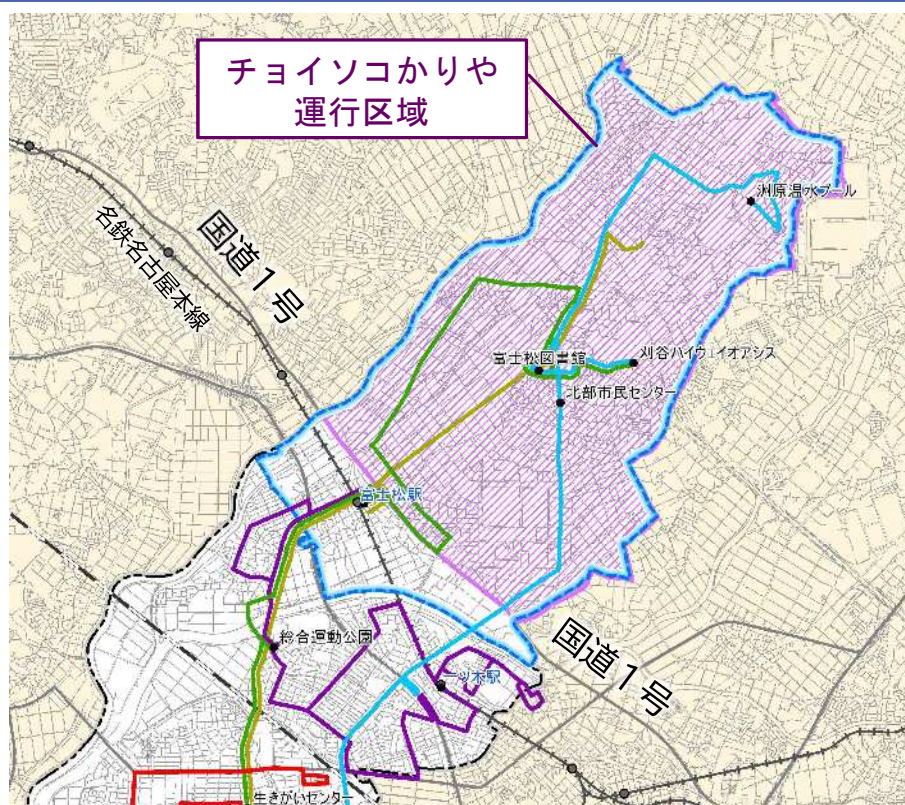 チョイソコかりや
運行区域
洲原温水プール
国道1号
名鉄名古屋本線
富士松図書館
刈谷ハイウェイオアシス
北部市民センター
富士松駅
総合運動公園
一ツ木駅
国道1号
生きがいセンター